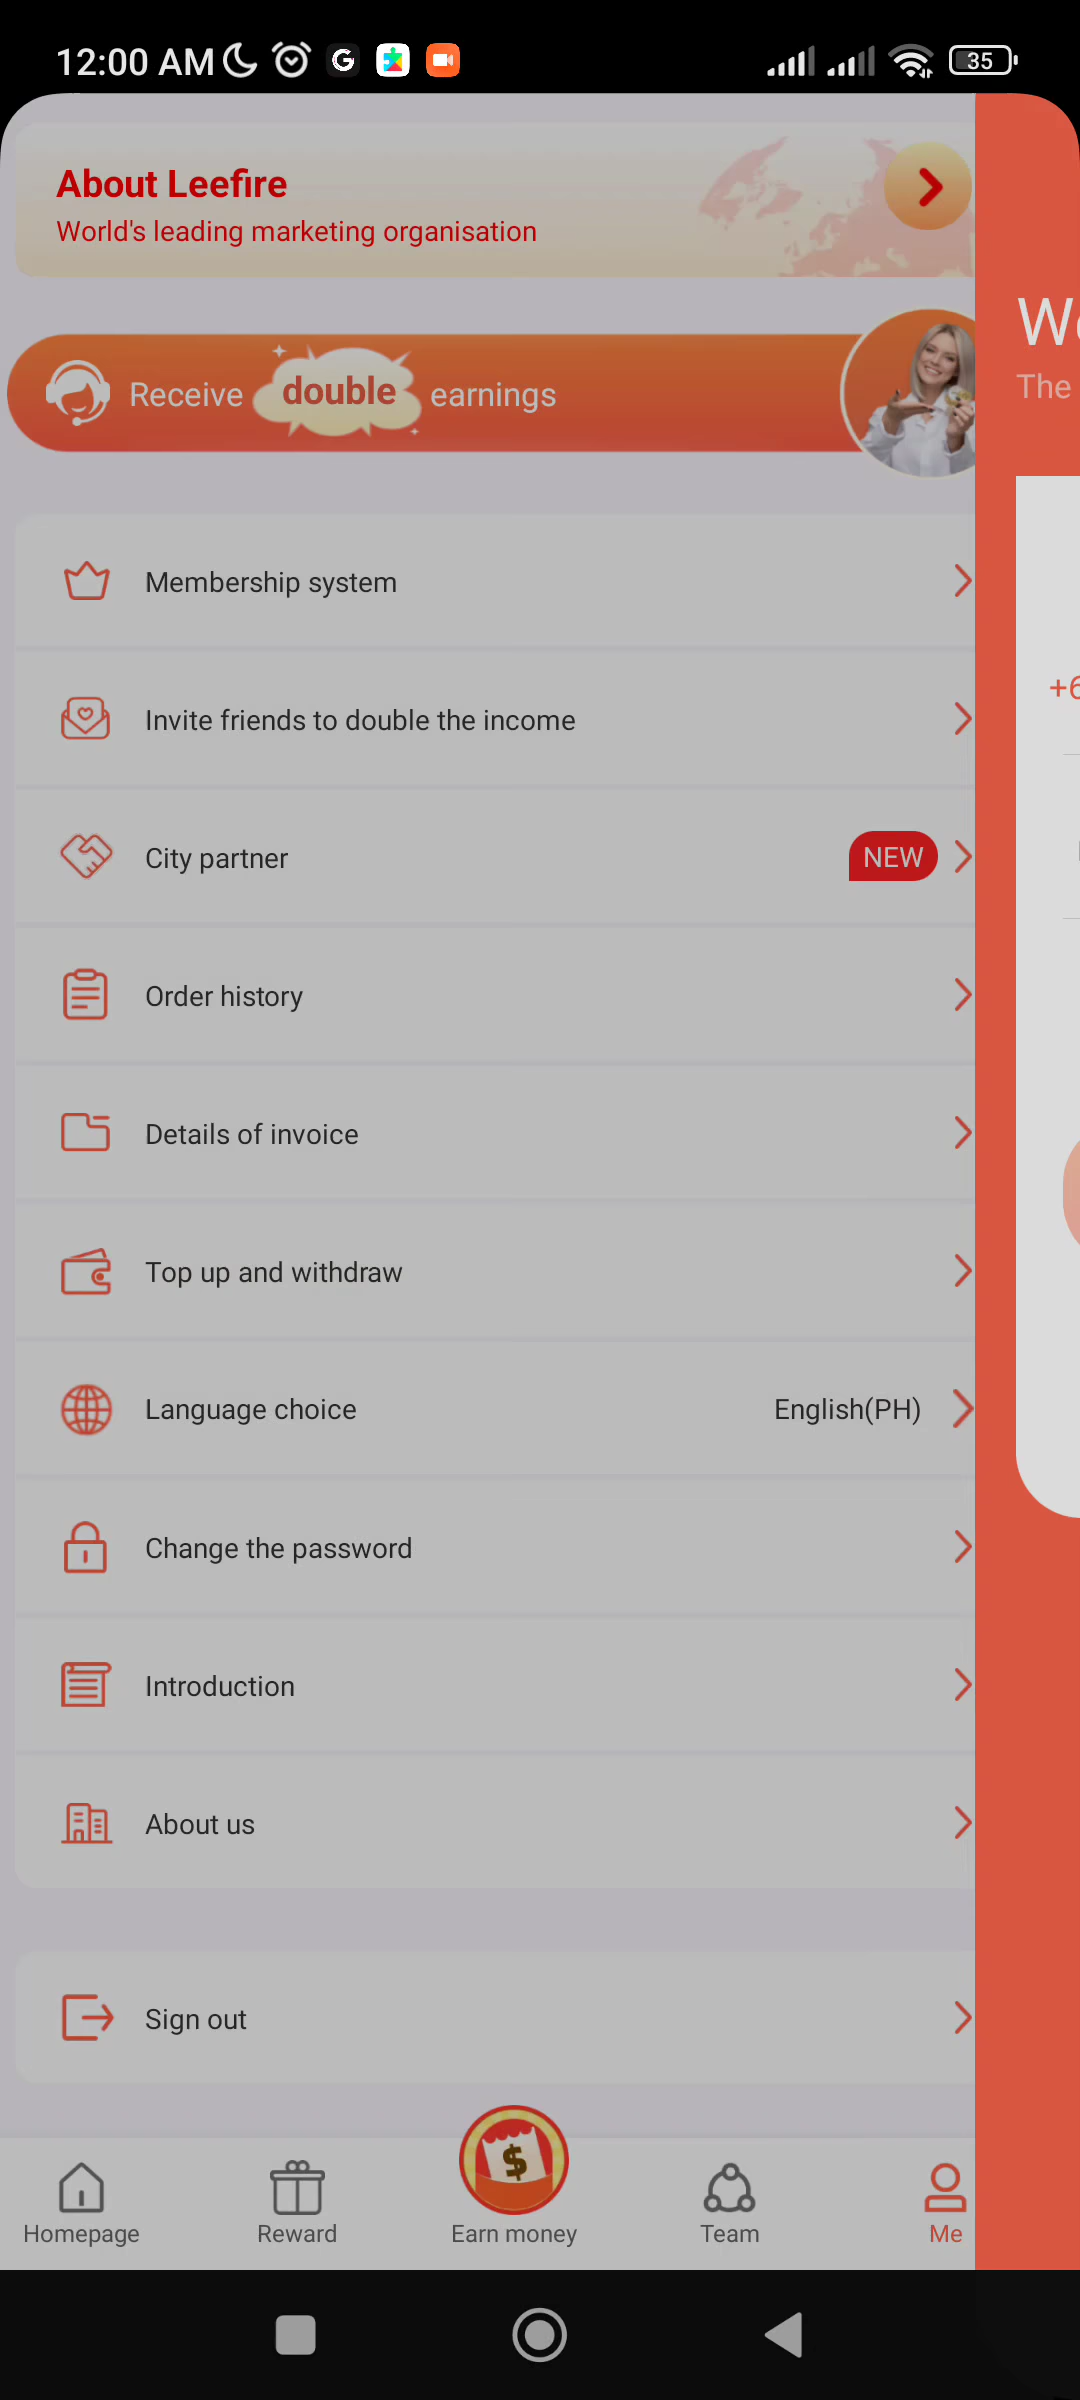 12:00 AM
35
About Leefire
World's leading marketing organisation
Receive double earnings
The
Membership system
Invite friends to double the income
City partner
NEW
Order history
Details of invoice
Top up and withdraw
Language choice
English(PH)
Change the password
Introduction
About us
Sign out
Homepage
Reward
Earn money
Team
Me